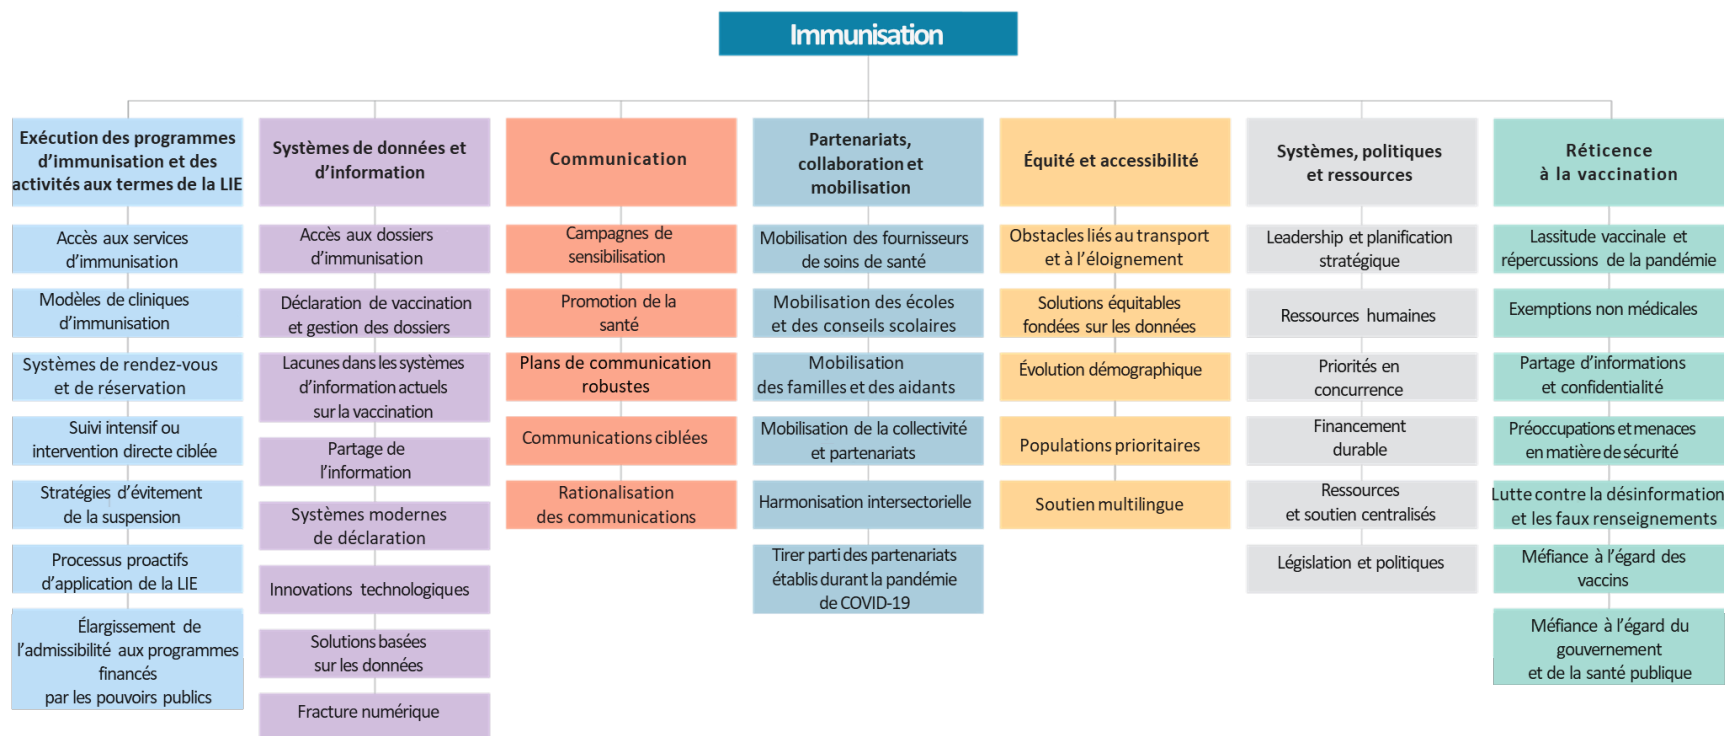 Immunisation
Exécution des programmes
d'immunisation et des
activités aux termes de la LIE
Accès aux services
d'immunisation
Modèles de cliniques
d'immunisation
Systèmes de rendez-vous
et de réservation
Suivi intensif ou
intervention directe ciblée
Stratégies d'évitement
de la suspension
Processus proactifs
d'application de la LIE
Élargissement de
l'admissibilité aux programmes
financés
par les pouvoirs publics
Systèmes de données et
d'information
Accès aux dossiers
d'immunisation
Déclaration de vaccination
et gestion des dossiers
Lacunes dans les systèmes
d'information actuels
sur la vaccination
Partage de
l'information
Systèmes modernes
de déclaration
Innovations technologiques
Solutions basées
sur les données
Fracture numérique
Communication
Campagnes de
sensibilisation
Promotion de la
santé
Plans de communication
robustes
Communications ciblées
Rationalisation
des communications
Partenariats,
collaboration et
mobilisation
Mobilisation des fournisseurs
de soins de santé
Mobilisation des écoles
et des conseils scolaires
Mobilisation
des familles et des aidants
Mobilisation de la collectivité
et partenariats
Harmonisation intersectorielle
Tirer parti des partenariats
établis durant la pandémie
de COVID-19
Équité et accessibilité
Obstacles liés au transport
et à l'éloignement
Solutions équitables
fondées sur les données
Évolution démographique
Populations prioritaires
Soutien multilingue
Systèmes, politiques
et ressources
Leadership et planification
stratégique
Ressources humaines
Priorités en
concurrence
Financement
durable
Ressources
et soutien centralisés
Législation et politiques
Réticence
à la vaccination
Lassitude vaccinale et
répercussions de la pandémie
Exemptions non médicales
Partage d'informations
et confidentialité
Préoccupations et menaces
en matière de sécurité
Lutte contre la désinformation
et les faux renseignements
Méfiance à l'égard des
vaccins
Méfiance à l'égard du
gouvernement
et de la santé publique